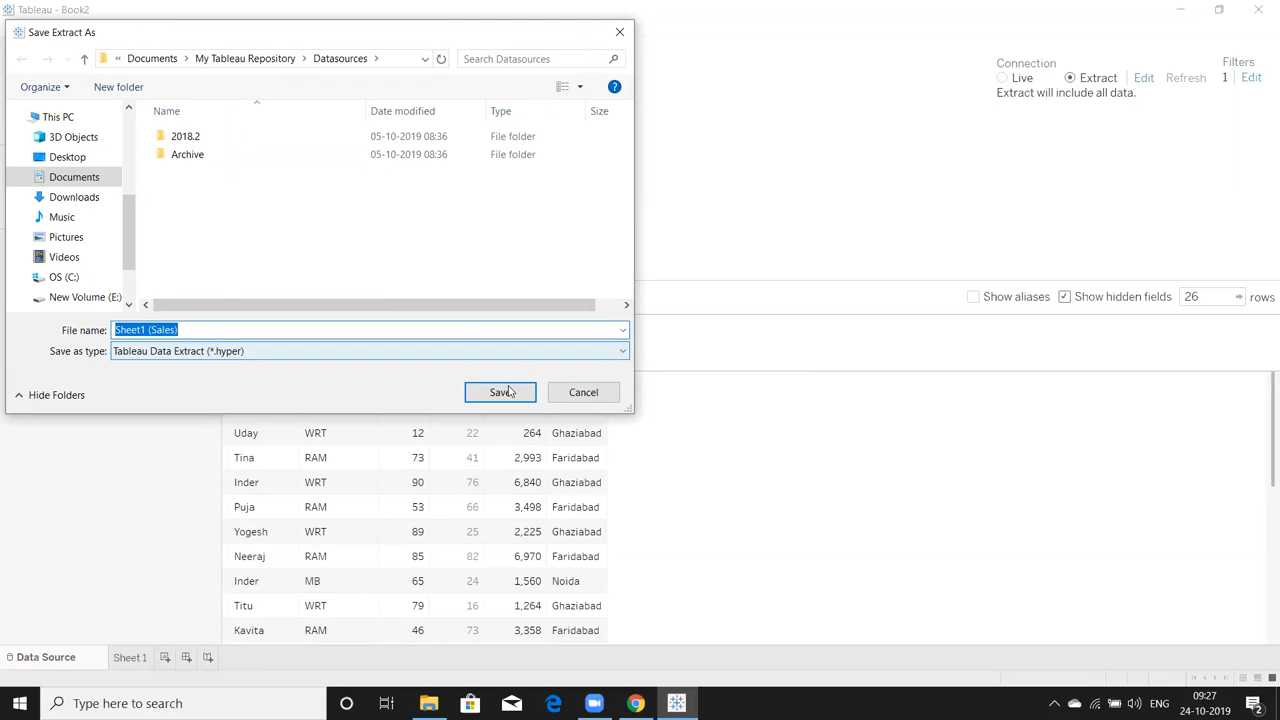 Tableau - Book2
Save Extract As
« Documents > My Tableau Repository > Datasources >
Search Datasources
Organize
New folder
Connection
Live
Extract
Edit
Refresh
Filters
1
Edit
Extract will include all data.
This PC
3D Objects
Desktop
Documents
Downloads
Music
Pictures
Videos
OS (C:)
New Volume (E:)
Name Date modified Type Size
2018.2 05-10-2019 08:36 File folder
Archive 05-10-2019 08:36 File folder
Show aliases
Show hidden fields
26
rows
File name: Sheet1 (Sales)
Save as type: Tableau Data Extract (*.hyper)
Hide Folders
Save
Cancel
Uday WRT 12 22 264 Ghaziabad
Tina RAM 73 41 2,993 Faridabad
Inder WRT 90 76 6,840 Ghaziabad
Puja RAM 53 66 3,498 Faridabad
Yogesh WRT 89 25 2,225 Ghaziabad
Neeraj RAM 85 82 6,970 Faridabad
Inder MB 65 24 1,560 Noida
Titu WRT 79 16 1,264 Ghaziabad
Kavita RAM 46 73 3,358 Faridabad
Data Source
Sheet 1
Type here to search
ENG
09:27
24-10-2019
2